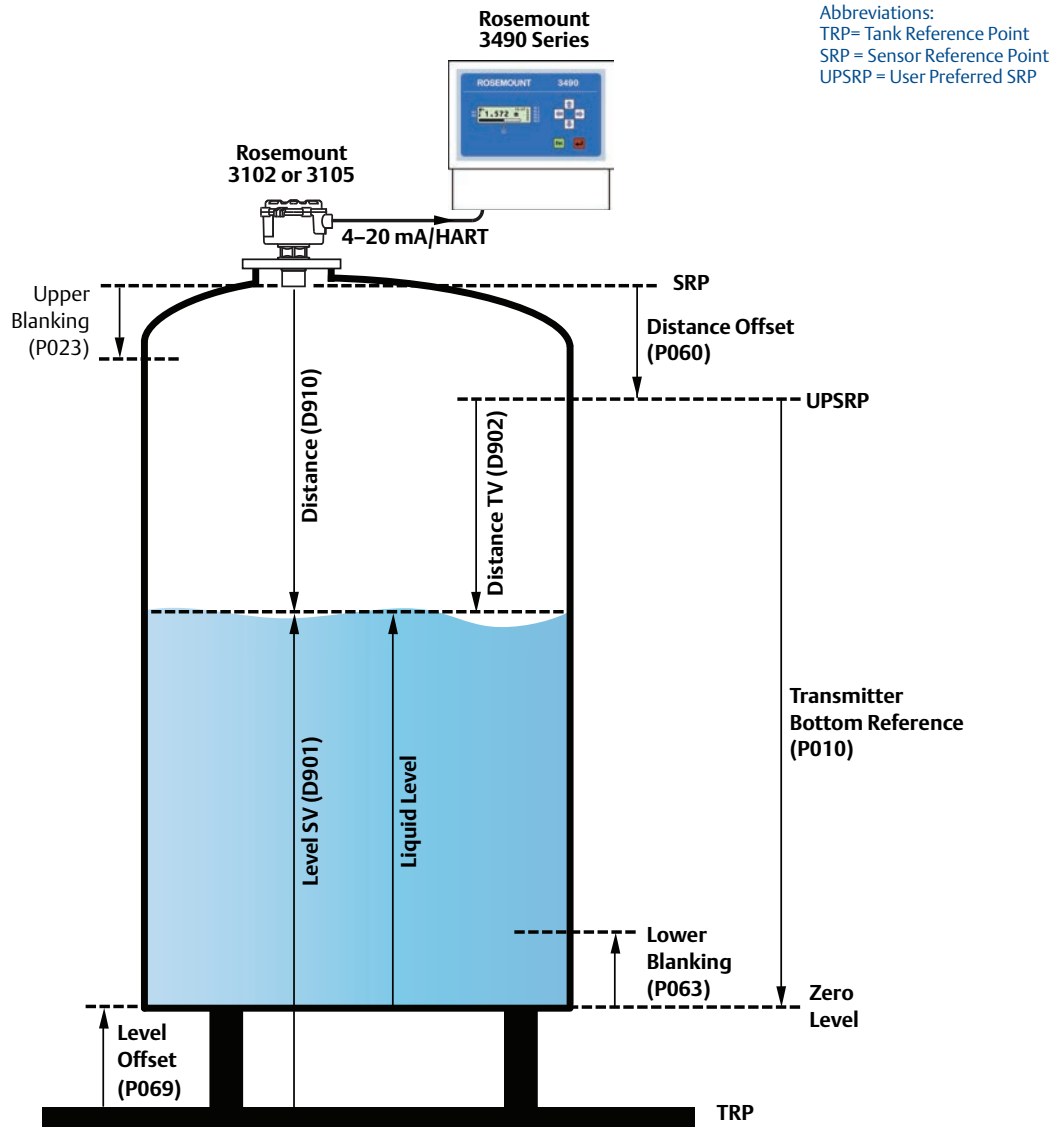 Rosemount
3490 Series
Abbreviations:
TRP= Tank Reference Point
SRP = Sensor Reference Point
UPSRP = User Preferred SRP
ROSEMOUNT 3490
1.572 m
Esc
Rosemount
3102 or 3105
4–20 mA/HART
Upper
Blanking
(P023)
SRP
Distance Offset
(P060)
UPSRP
Distance (D910)
Distance TV (D902)
Transmitter
Bottom Reference
(P010)
Level SV (D901)
Liquid Level
Lower
Blanking
(P063)
Zero
Level
Level
Offset
(P069)
TRP